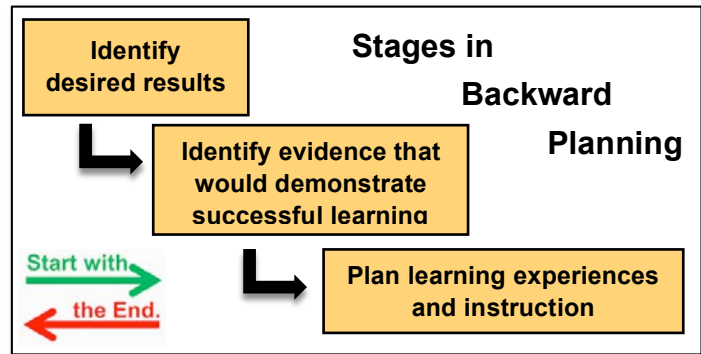 Stages in
Backward
Planning
Identify
desired results
Identify evidence that
would demonstrate
successful learning
Plan learning experiences
and instruction
Start with
the End.